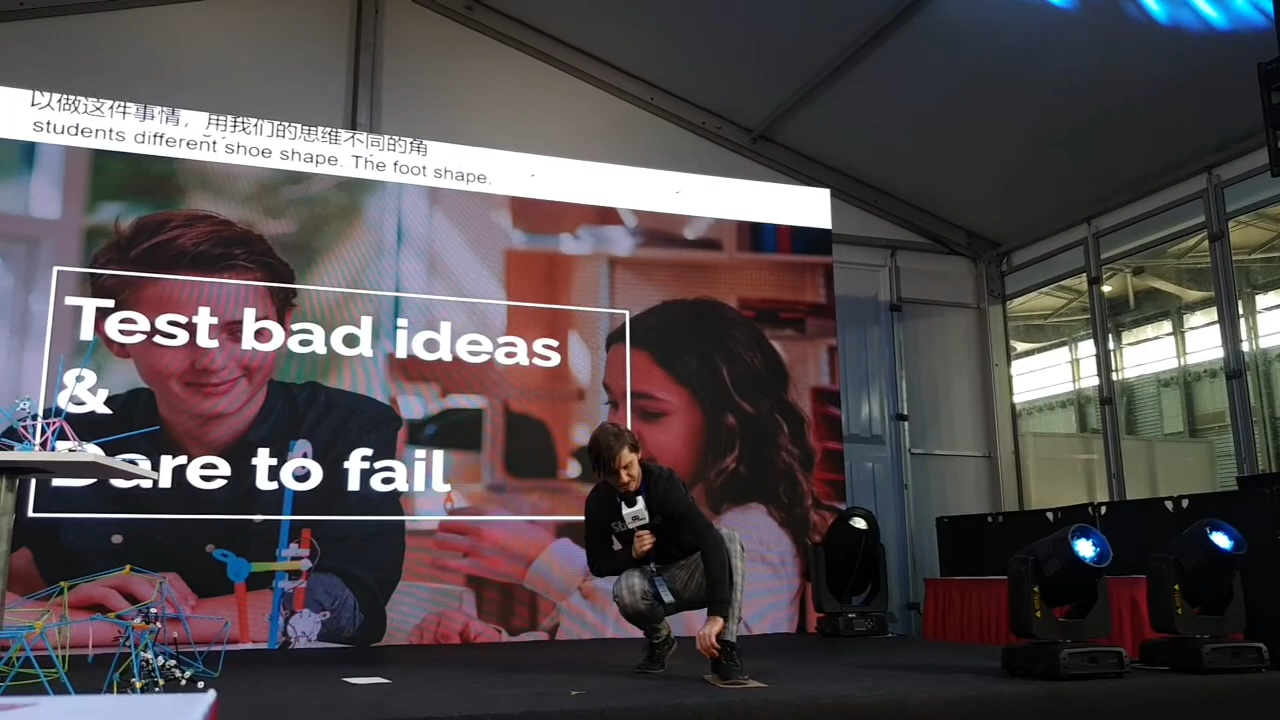 以做这件事情，用我们的思维不同的角
students different shoe shape. The foot shape.
Test bad ideas
&
Dare to fail